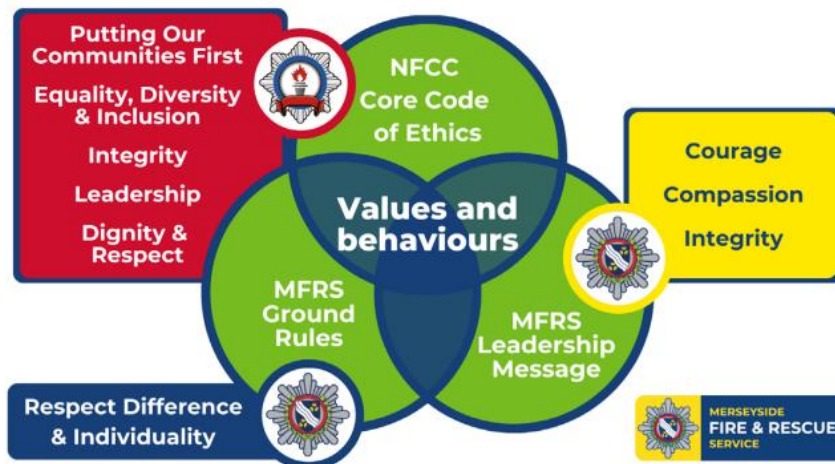 Putting Our
Communities First
Equality, Diversity
& Inclusion
Integrity
Leadership
Dignity &
Respect
NFCC
Core Code
of Ethics
Values and
behaviours
Courage
Compassion
Integrity
MFRS
Ground
Rules
MFRS
Leadership
Message
Respect Difference
& Individuality
MERSEYSIDE
FIRE & RESCUE
SERVICE